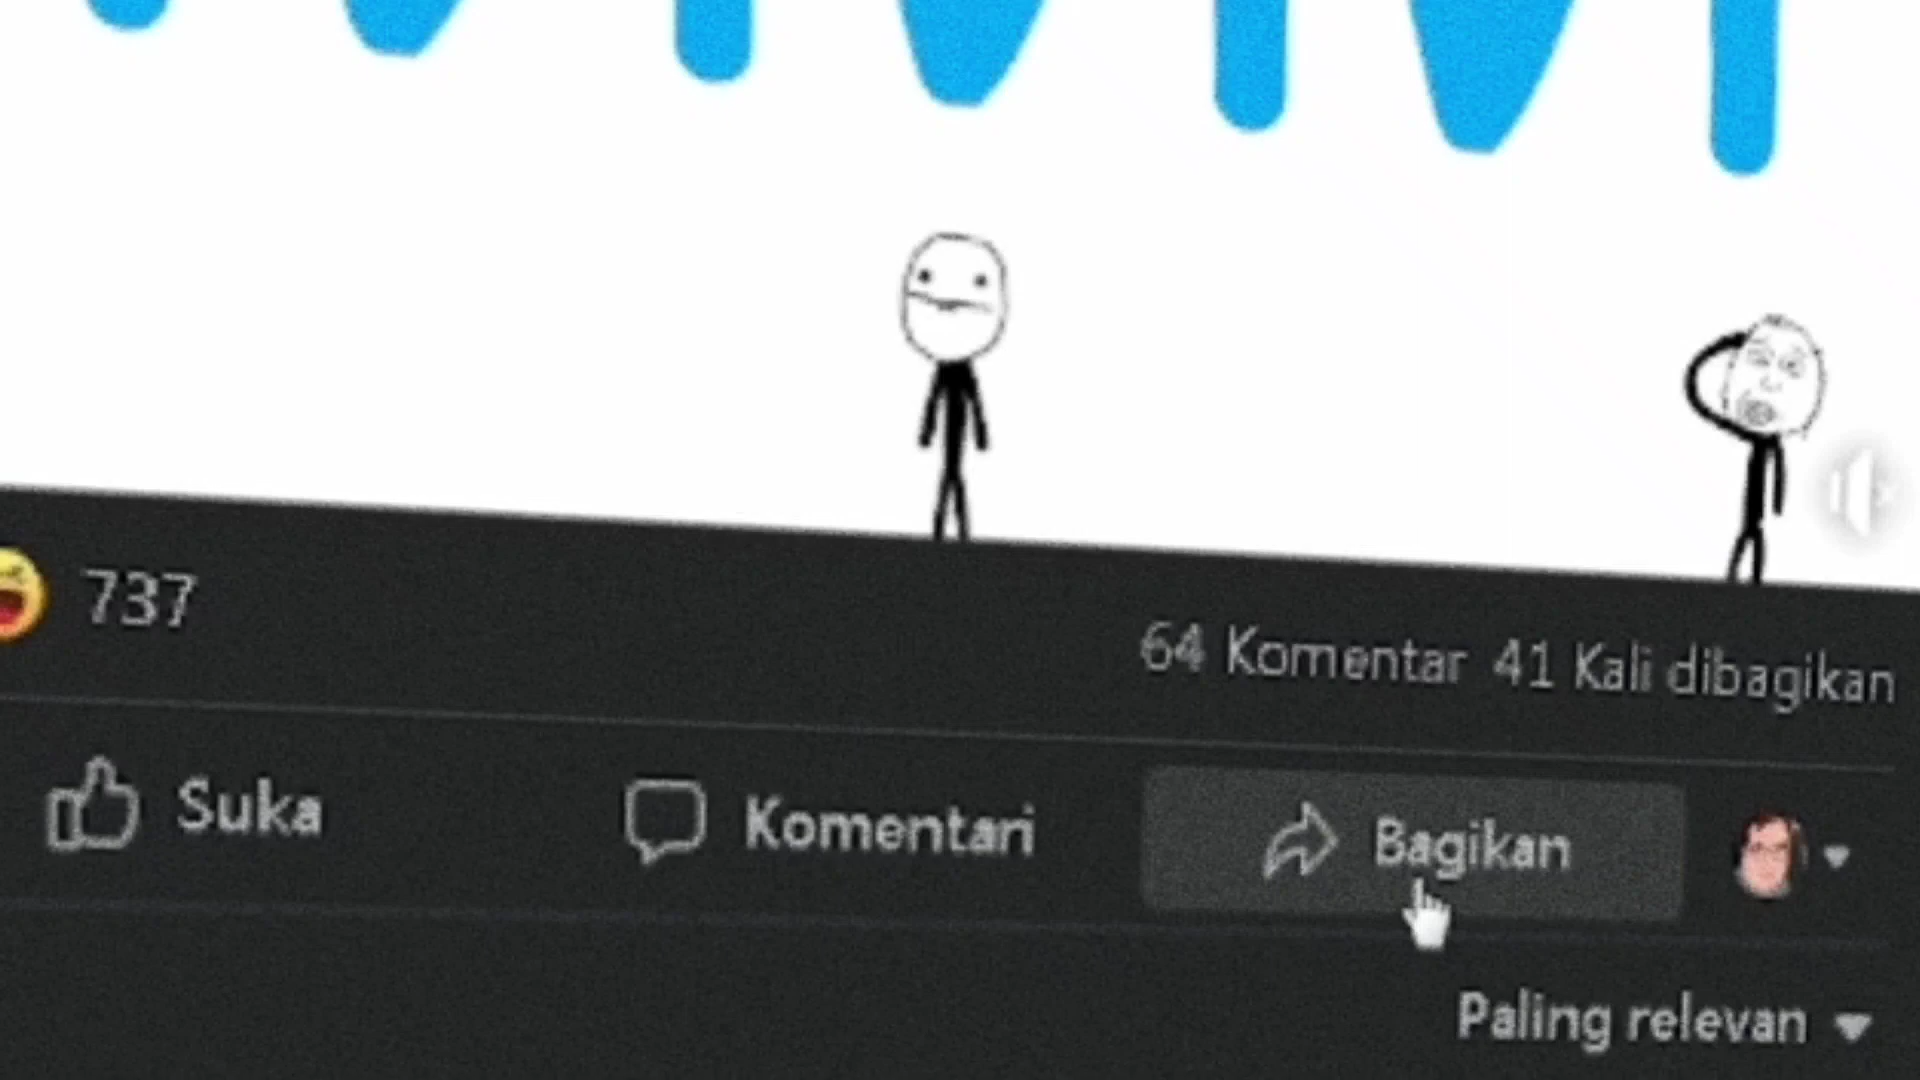 737
64 Komentar 41 Kali dibagikan
Suka Komentari Bagikan
Paling relevan